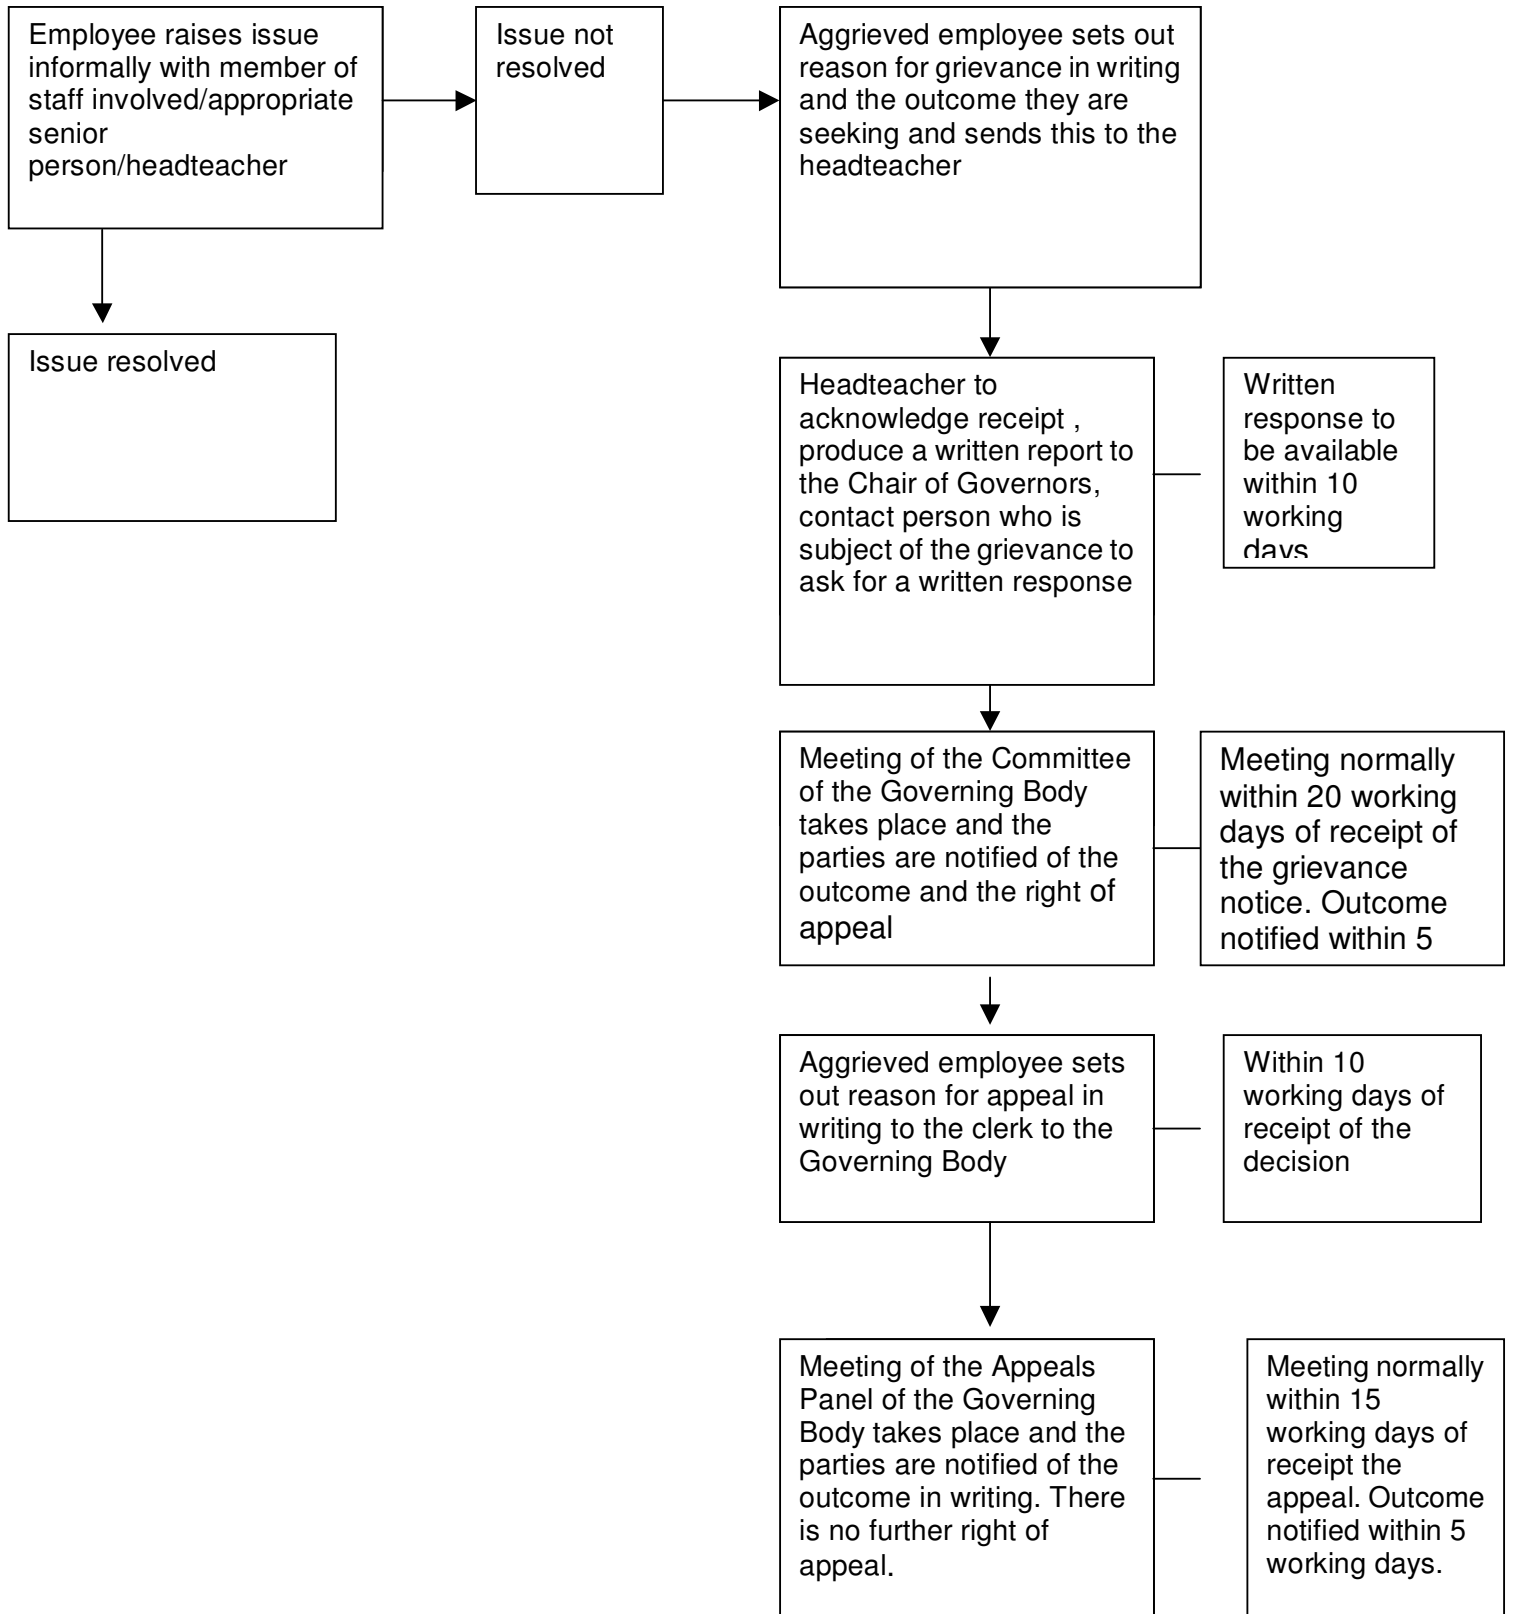 Employee raises issue
informally with member of
staff involved/appropriate
senior
person/headteacher
Issue not
resolved
Aggrieved employee sets out
reason for grievance in writing
and the outcome they are
seeking and sends this to the
headteacher
Issue resolved
Headteacher to
acknowledge receipt ,
produce a written report to
the Chair of Governors,
contact person who is
subject of the grievance to
ask for a written response
Written
response to
be available
within 10
working
days
Meeting of the Committee
of the Governing Body
takes place and the
parties are notified of the
outcome and the right of
appeal
Meeting normally
within 20 working
days of receipt of
the grievance
notice. Outcome
notified within 5
Aggrieved employee sets
out reason for appeal in
writing to the clerk to the
Governing Body
Within 10
working days of
receipt of the
decision
Meeting of the Appeals
Panel of the Governing
Body takes place and the
parties are notified of the
outcome in writing. There
is no further right of
appeal.
Meeting normally
within 15
working days of
receipt the
appeal. Outcome
notified within 5
working days.